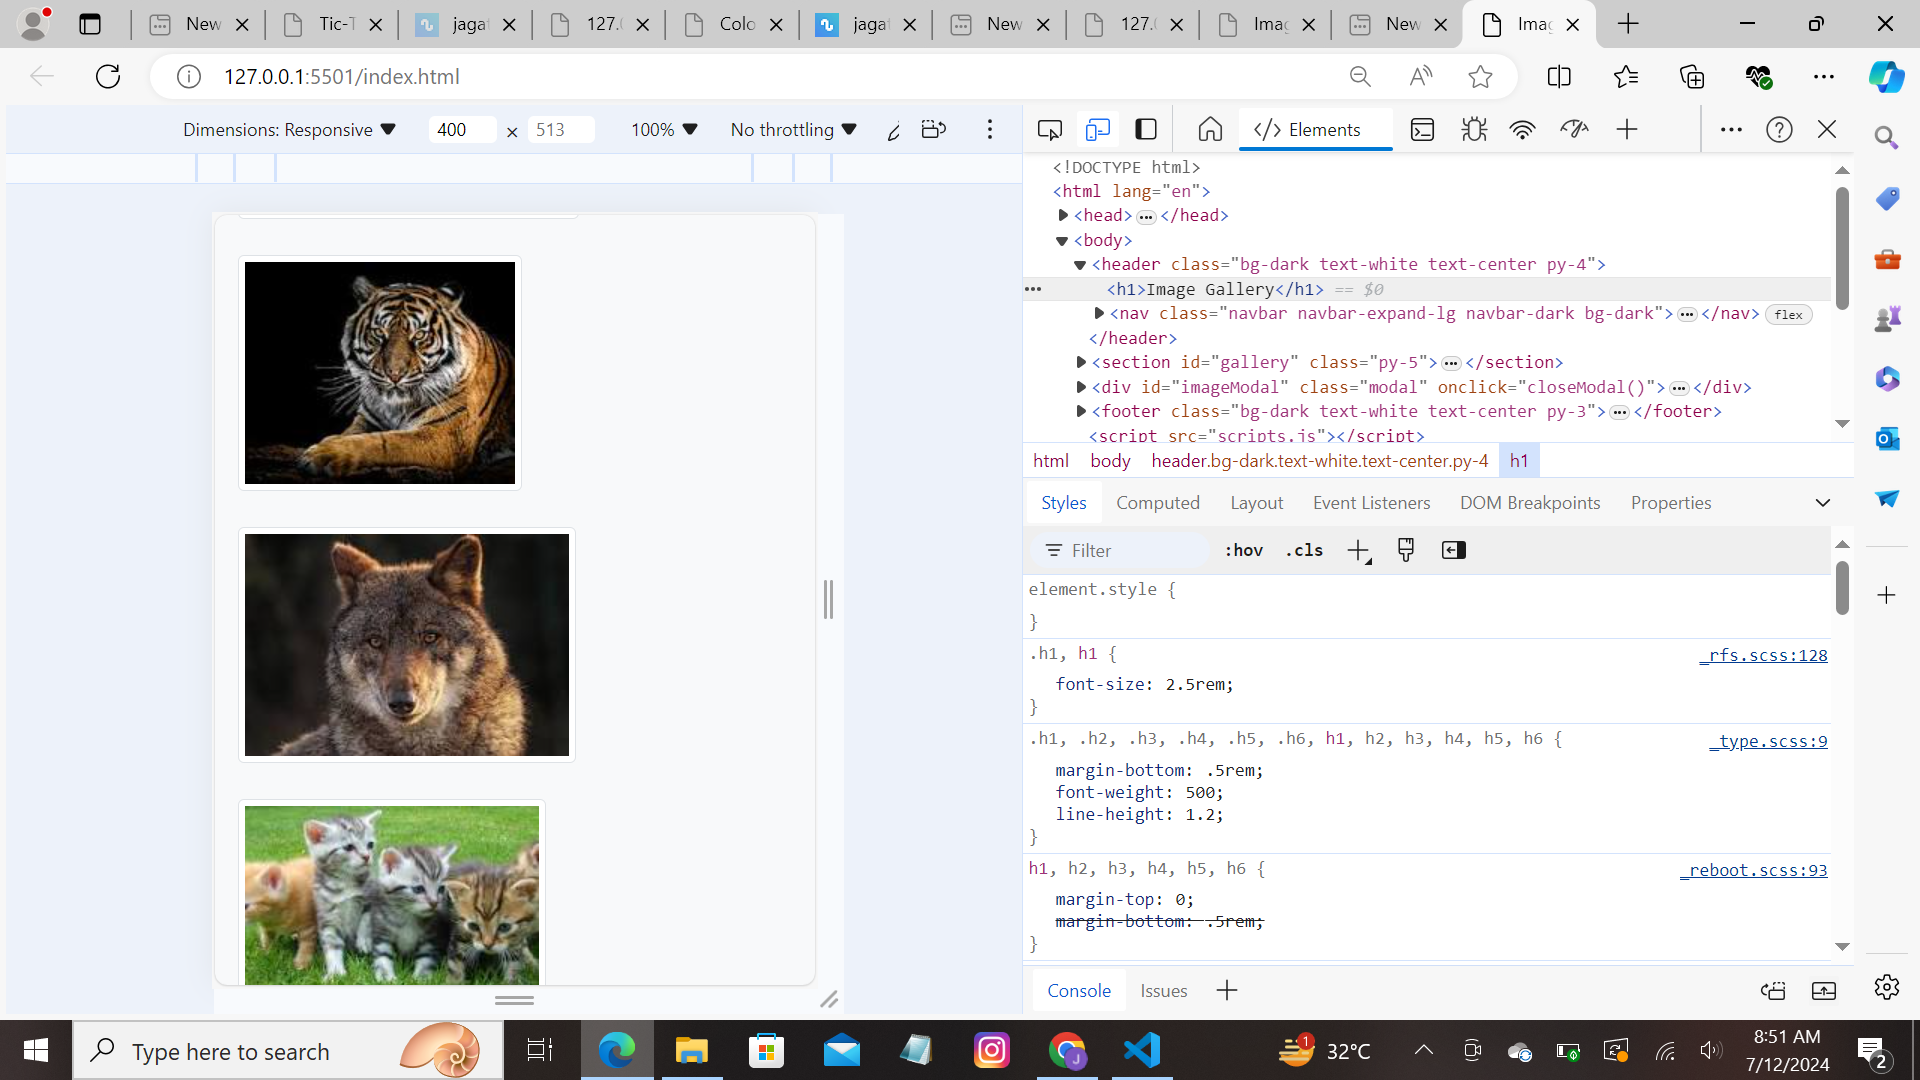 New
Tic-T
jagat
127.0
Colo
jagat
New
127.0
Imag
New
Imag
127.0.0.1:5501/index.html
Dimensions: Responsive
400 × 513
100%
No throttling
Elements
<!DOCTYPE html>
<html lang="en">
<head> ••• </head>
<body>
<header class="bg-dark text-white text-center py-4">
••• <h1>Image Gallery</h1> == $0
<nav class="navbar navbar-expand-lg navbar-dark bg-dark"> ••• </nav> flex
</header>
<section id="gallery" class="py-5"> ••• </section>
<div id="imageModal" class="modal" onclick="closeModal()"> ••• </div>
<footer class="bg-dark text-white text-center py-3"> ••• </footer>
<script src="scripts.js"></script>
html body header.bg-dark.text-white.text-center.py-4 h1
Styles Computed Layout Event Listeners DOM Breakpoints Properties
Filter :hov .cls
element.style {
}
.h1, h1 { _rfs.scss:128
font-size: 2.5rem;
}
.h1, .h2, .h3, .h4, .h5, .h6, h1, h2, h3, h4, h5, h6 { _type.scss:9
margin-bottom: .5rem;
font-weight: 500;
line-height: 1.2;
}
h1, h2, h3, h4, h5, h6 { _reboot.scss:93
margin-top: 0;
margin-bottom: .5rem;
}
Console Issues
Type here to search
1
32°C
8:51 AM
7/12/2024
2